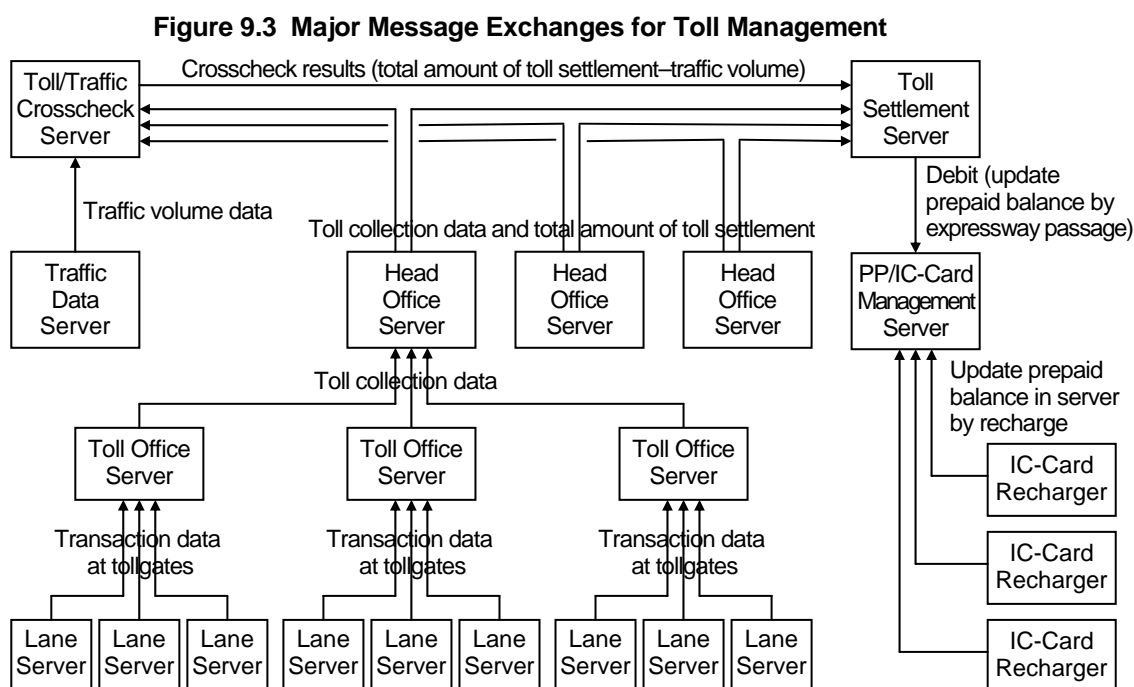 Figure 9.3 Major Message Exchanges for Toll Management
Toll/Traffic
Crosscheck
Server
Crosscheck results (total amount of toll settlement–traffic volume)
Toll
Settlement
Server
Traffic volume data
Debit (update
prepaid balance by
expressway passage)
Toll collection data and total amount of toll settlement
Traffic
Data
Server
Head
Office
Server
Head
Office
Server
Head
Office
Server
PP/IC-Card
Management
Server
Toll collection data
Update prepaid
balance in server
by recharge
Toll Office
Server
Toll Office
Server
Toll Office
Server
IC-Card
Recharger
Transaction data
at tollgates
Transaction data
at tollgates
Transaction data
at tollgates
IC-Card
Recharger
Lane
Server
Lane
Server
Lane
Server
Lane
Server
Lane
Server
Lane
Server
Lane
Server
Lane
Server
Lane
Server
IC-Card
Recharger